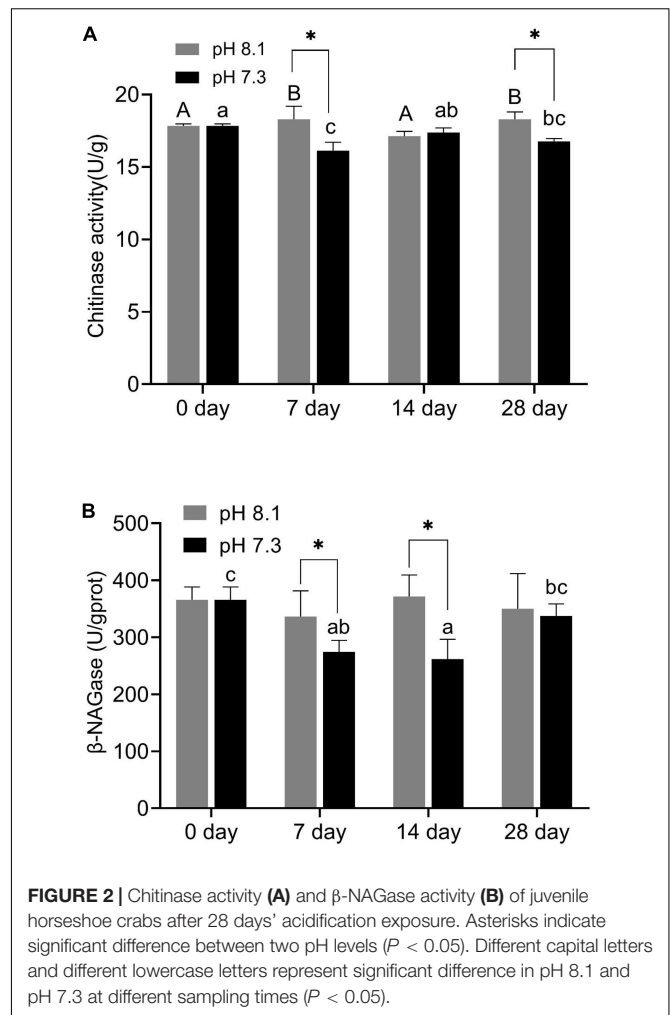 A
pH 8.1
pH 7.3
*
*
Chitinase activity(U/g)
20
15
10
5
0
A
a
B
c
A
ab
B
bc
0 day
7 day
14 day
28 day
B
pH 8.1
pH 7.3
*
*
β-NAGase (U/gprot)
500
400
300
200
100
0
c
ab
a
bc
0 day
7 day
14 day
28 day
FIGURE 2 | Chitinase activity (A) and β-NAGase activity (B) of juvenile
horseshoe crabs after 28 days' acidification exposure. Asterisks indicate
significant difference between two pH levels (P < 0.05). Different capital letters
and different lowercase letters represent significant difference in pH 8.1 and
pH 7.3 at different sampling times (P < 0.05).